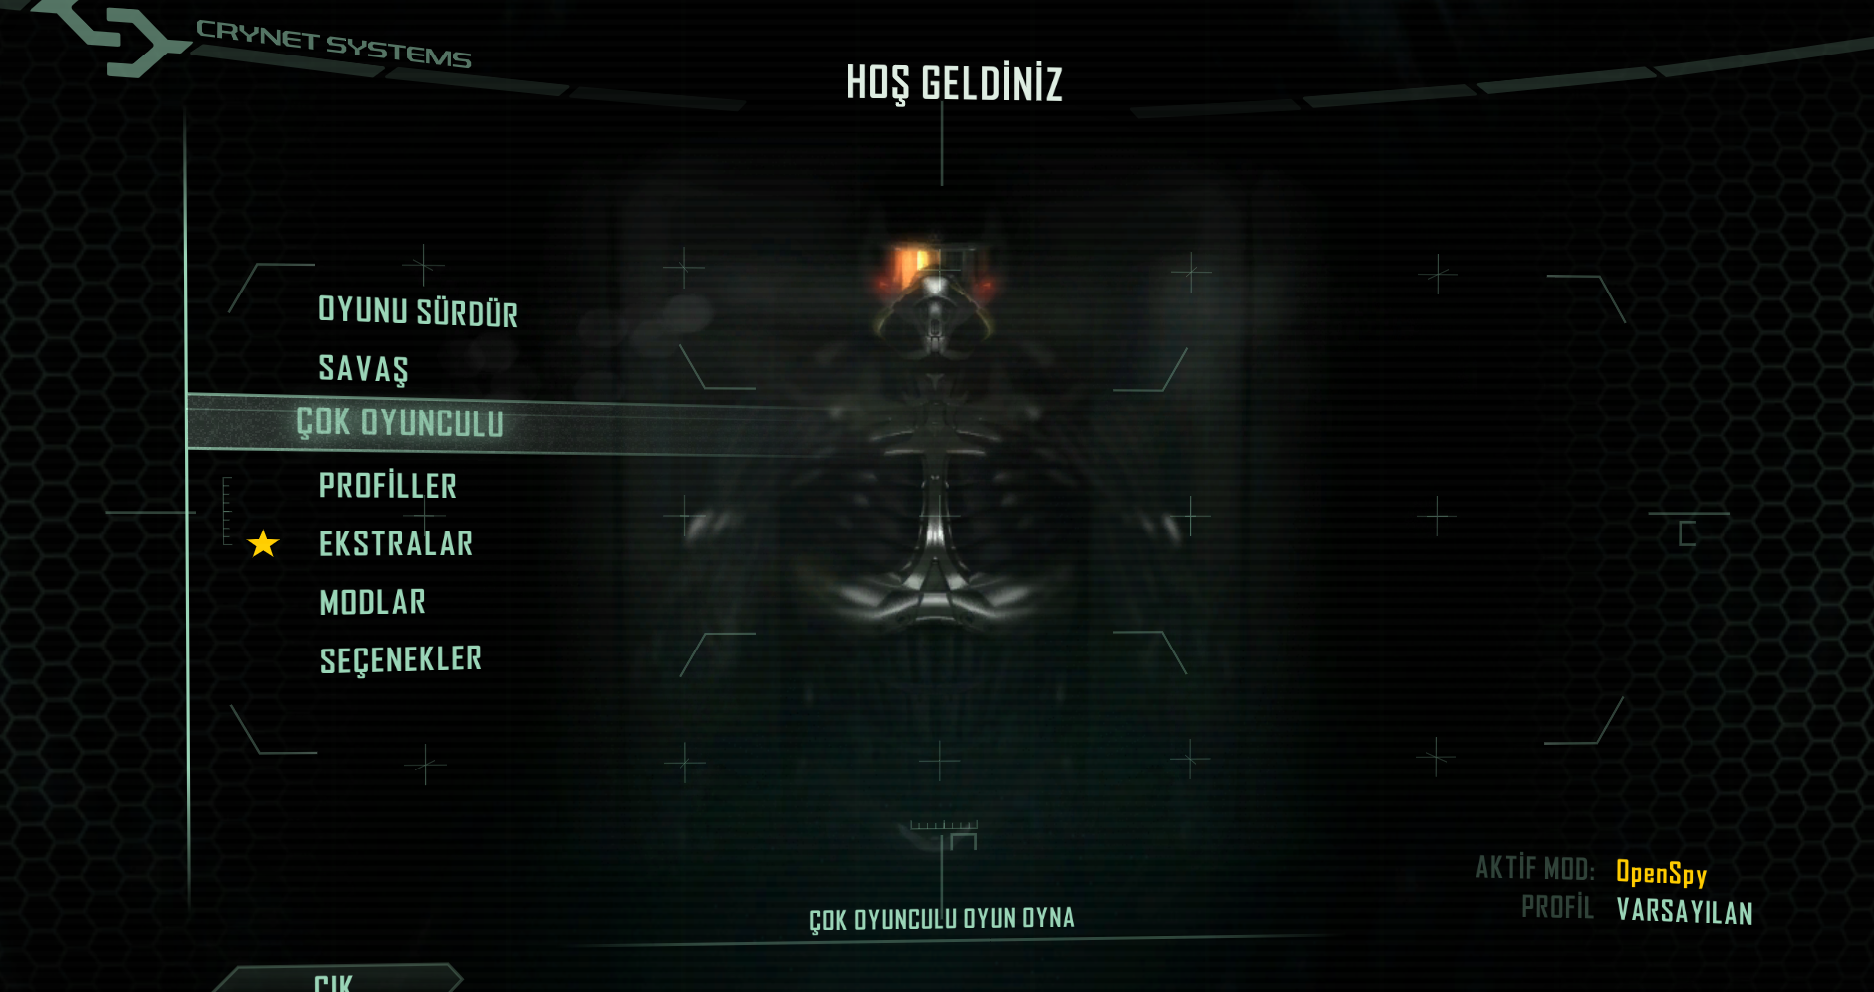 CRYNET SYSTEMS
HOŞ GELDİNİZ
OYUNU SÜRDÜR
SAVAŞ
ÇOK OYUNCULU
PROFİLLER
EKSTRALAR
MODLAR
SEÇENEKLER
AKTİF MOD: OpenSpy
PROFİL VARSAYILAN
ÇOK OYUNCULU OYUN OYNA
ÇIK